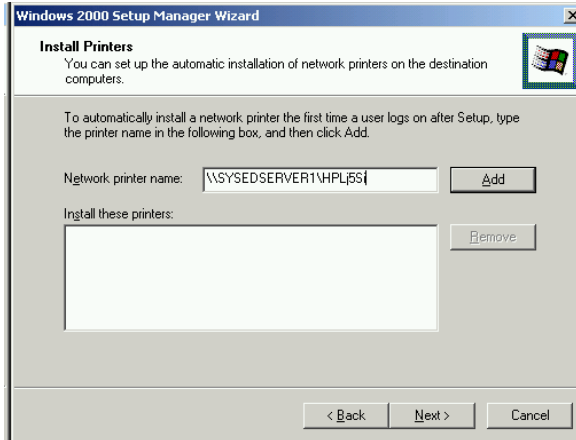 Windows 2000 Setup Manager Wizard
Install Printers
You can set up the automatic installation of network printers on the destination
computers.
To automatically install a network printer the first time a user logs on after Setup, type
the printer name in the following box, and then click Add.
Network printer name: \\SYSEDSERVER1\HPLj5Si Add
Install these printers:
Remove
< Back Next > Cancel